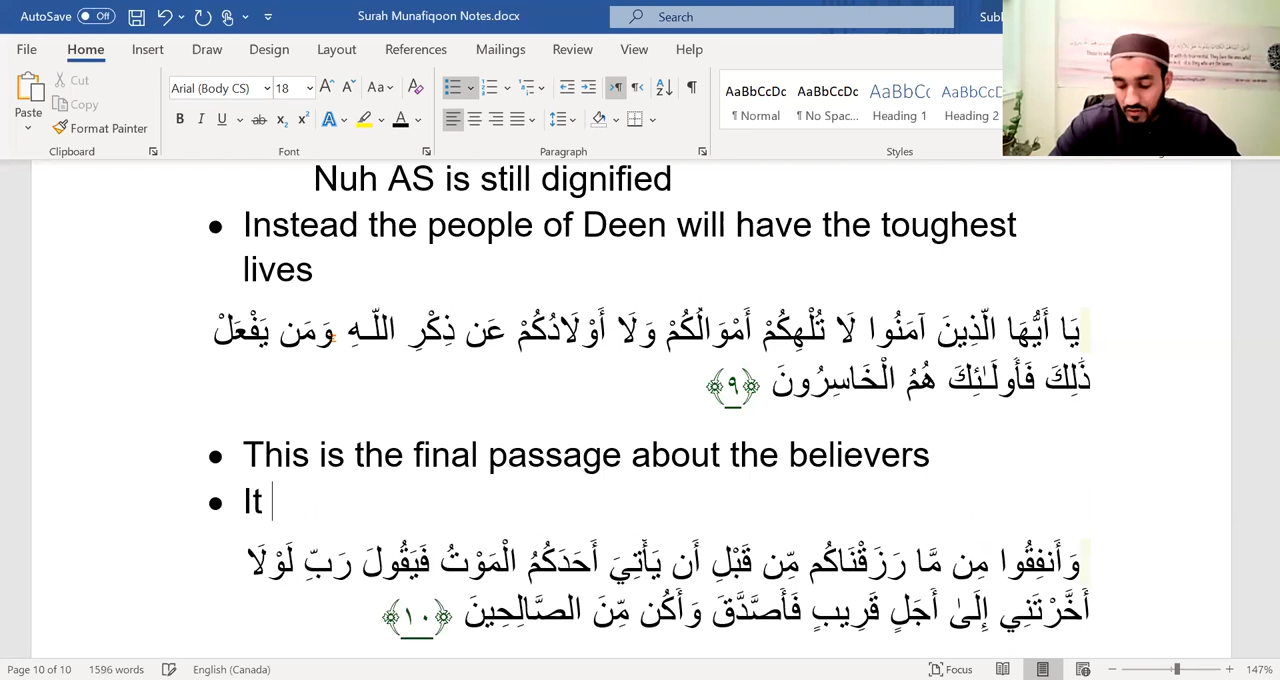 AutoSave Off Surah Munafiqoon Notes.docx Search Sub
File Home Insert Draw Design Layout References Mailings Review View Help
Paste Cut Copy Format Painter
Arial (Body CS) 18
AaBbCcDc AaBbCcDc AaBbCc AaBbCcD
¶ Normal ¶ No Spac... Heading 1 Heading 2
Clipboard Font Paragraph Styles
Nuh AS is still dignified
• Instead the people of Deen will have the toughest
lives
يَا أَيُّهَا الَّذِينَ آمَنُوا لَا تُلْهِكُمْ أَمْوَالُكُمْ وَلَا أَوْلَادُكُمْ عَن ذِكْرِ اللَّـهِ وَمَن يَفْعَلْ
ذَٰلِكَ فَأُولَـٰئِكَ هُمُ الْخَاسِرُونَ ﴿٩﴾
• This is the final passage about the believers
• It
وَأَنفِقُوا مِن مَّا رَزَقْنَاكُم مِّن قَبْلِ أَن يَأْتِيَ أَحَدَكُمُ الْمَوْتُ فَيَقُولَ رَبِّ لَوْلَا
أَخَّرْتَنِي إِلَىٰ أَجَلٍ قَرِيبٍ فَأَصَّدَّقَ وَأَكُن مِّنَ الصَّالِحِينَ ﴿١٠﴾
Page 10 of 10 1596 words English (Canada) Focus 147%